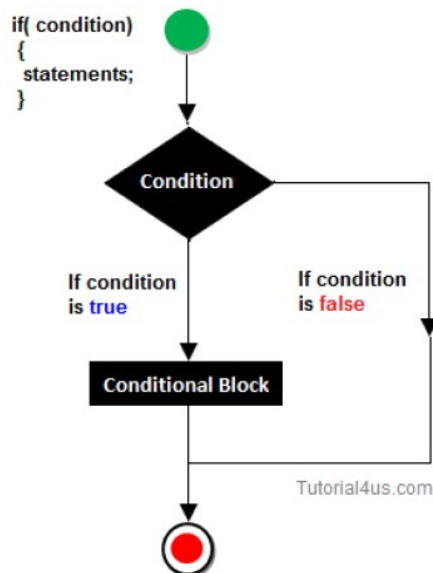 if( condition)
{
statements;
}
Condition
If condition
is true
If condition
is false
Conditional Block
Tutorial4us.com